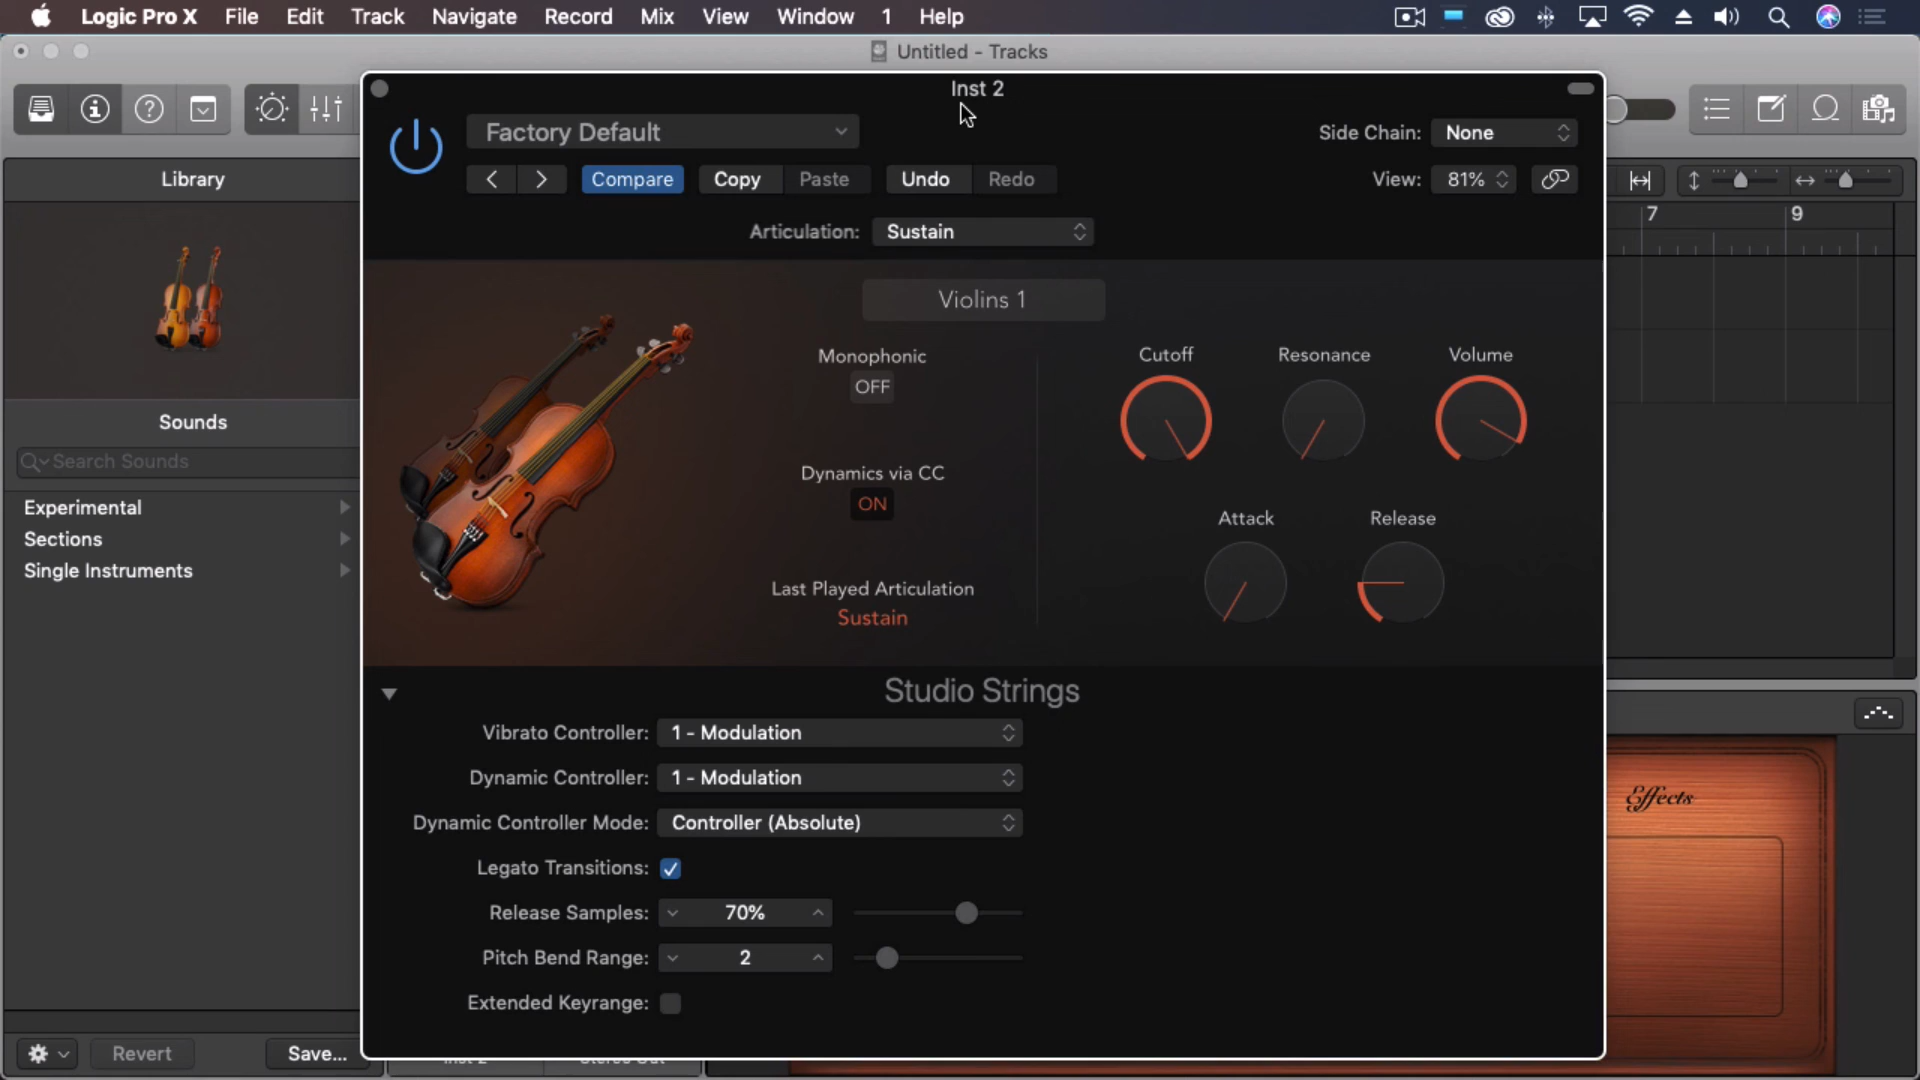 Logic Pro X File Edit Track Navigate Record Mix View Window 1 Help
Untitled - Tracks
Inst 2
Factory Default
Side Chain: None
Compare Copy Paste Undo Redo
View: 81%
Library
Articulation: Sustain
7 9
Violins 1
Monophonic
OFF
Cutoff Resonance Volume
Sounds
Search Sounds
Dynamics via CC
ON
Experimental
Sections
Single Instruments
Attack Release
Last Played Articulation
Sustain
Studio Strings
Vibrato Controller: 1 - Modulation
Dynamic Controller: 1 - Modulation
Effects
Dynamic Controller Mode: Controller (Absolute)
Legato Transitions:
Release Samples: 70%
Pitch Bend Range: 2
Extended Keyrange:
Revert Save...